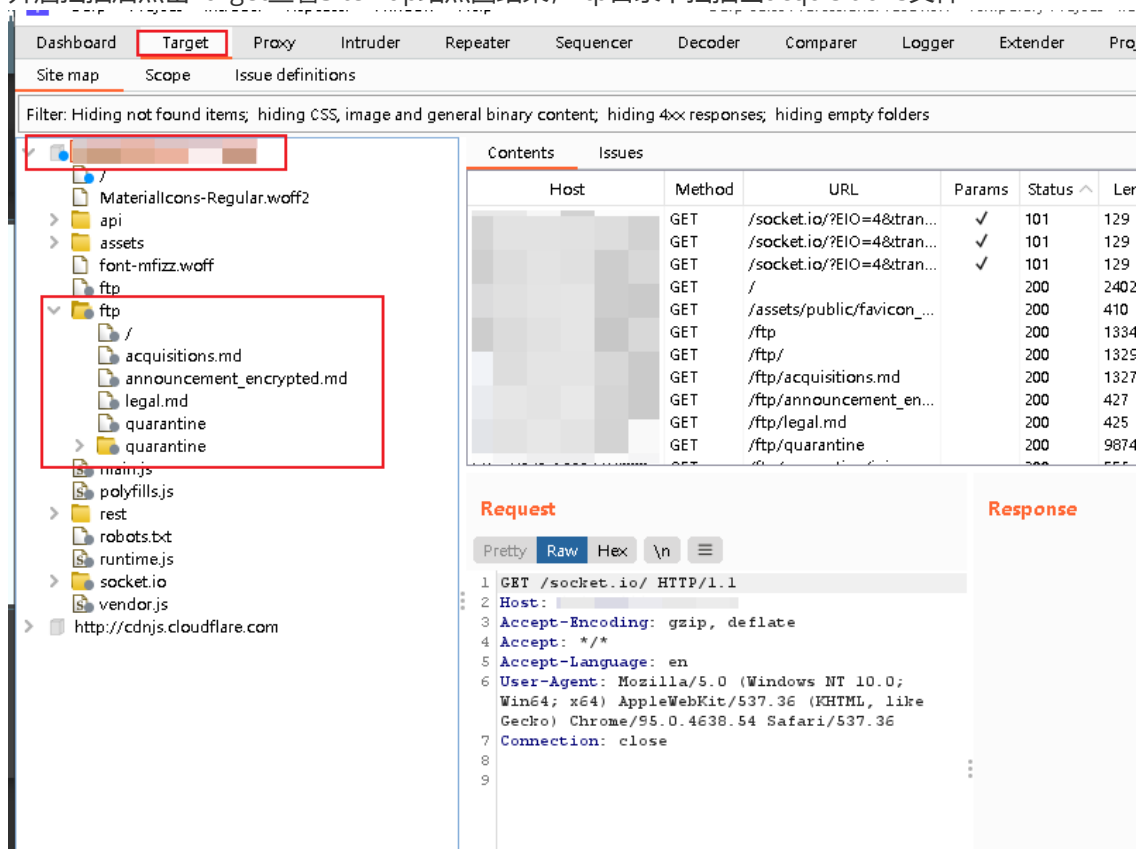 Dashboard Target Proxy Intruder Repeater Sequencer Decoder Comparer Logger Extender
Site map Scope Issue definitions
Filter: Hiding not found items; hiding CSS, image and general binary content; hiding 4xx responses; hiding empty folders
Contents Issues
Host Method URL Params Status
/
MaterialIcons-Regular.woff2
api
assets
font-mfizz.woff
ftp
ftp
/
acquisitions.md
announcement_encrypted.md
legal.md
quarantine
quarantine
main.js
polyfills.js
rest
robots.txt
runtime.js
socket.io
vendor.js
http://cdnjs.cloudflare.com
GET /socket.io/?EIO=4&tran... ✓ 101 129
GET /socket.io/?EIO=4&tran... ✓ 101 129
GET /socket.io/?EIO=4&tran... ✓ 101 129
GET / 200 2402
GET /assets/public/favicon_... 200 410
GET /ftp 200 1334
GET /ftp/ 200 1329
GET /ftp/acquisitions.md 200 1327
GET /ftp/announcement_en... 200 427
GET /ftp/legal.md 200 425
GET /ftp/quarantine 200 9874
Request
Response
Pretty Raw Hex \n
1 GET /socket.io/ HTTP/1.1
2 Host:
3 Accept-Encoding: gzip, deflate
4 Accept: */*
5 Accept-Language: en
6 User-Agent: Mozilla/5.0 (Windows NT 10.0;
Win64; x64) AppleWebKit/537.36 (KHTML, like
Gecko) Chrome/95.0.4638.54 Safari/537.36
7 Connection: close
8
9